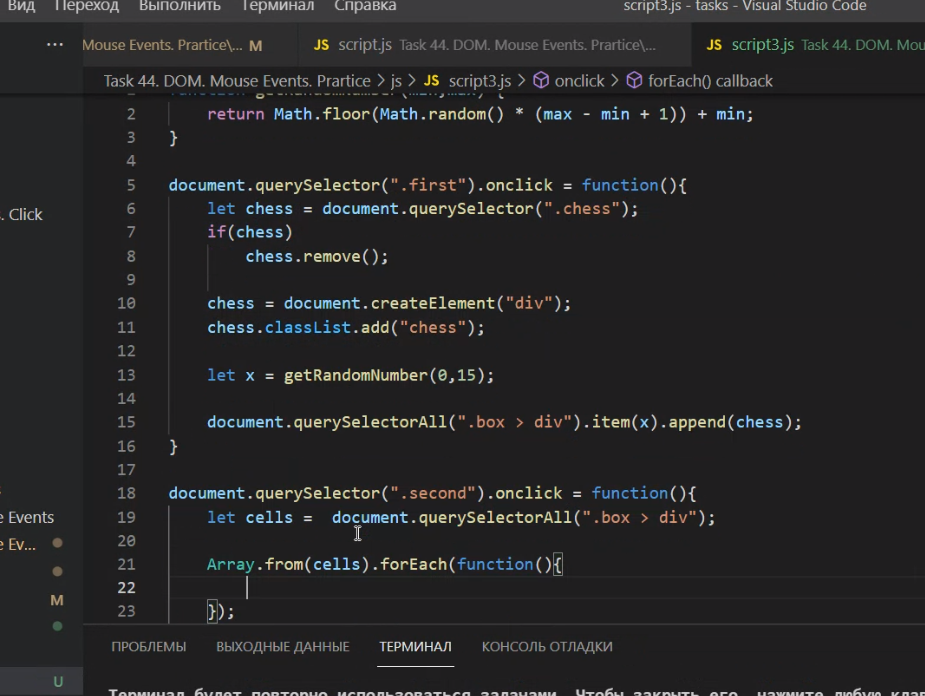 Вид Переход Выполнить Терминал Справка script3.js - tasks - Visual Studio Code
... Mouse Events. Prartice\... M JS script.js Task 44. DOM. Mouse Events. Prartice\... JS script3.js Task 44. DOM. Mou
Task 44. DOM. Mouse Events. Prartice > js > JS script3.js > onclick > forEach() callback
2 return Math.floor(Math.random() * (max - min + 1)) + min;
3 }
4
5 document.querySelector(".first").onclick = function(){
. Click
6 let chess = document.querySelector(".chess");
7 if(chess)
8 chess.remove();
9
10 chess = document.createElement("div");
11 chess.classList.add("chess");
12
13 let x = getRandomNumber(0,15);
14
15 document.querySelectorAll(".box > div").item(x).append(chess);
16 }
17
18 document.querySelector(".second").onclick = function(){
e Events
19 let cells = document.querySelectorAll(".box > div");
e Ev...
20
21 Array.from(cells).forEach(function(){
M
22
23 });
ПРОБЛЕМЫ ВЫХОДНЫЕ ДАННЫЕ ТЕРМИНАЛ КОНСОЛЬ ОТЛАДКИ
U
Терминал будет повторно использоваться задачами. Чтобы закрыть его, нажмите любую клав